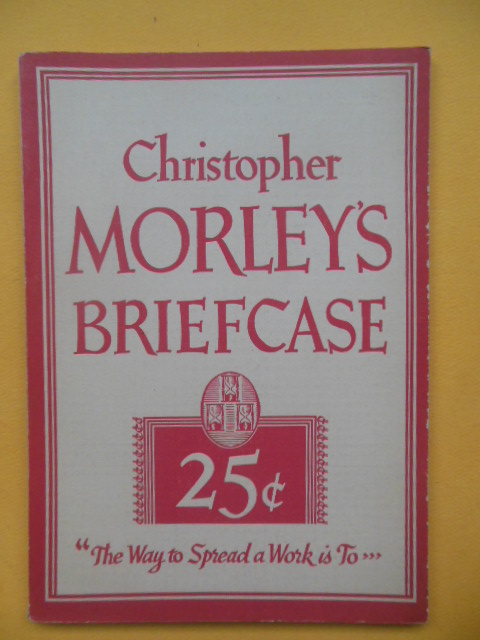 Christopher
MORLEY'S
BRIEFCASE
25¢
"The Way to Spread a Work is To »»»